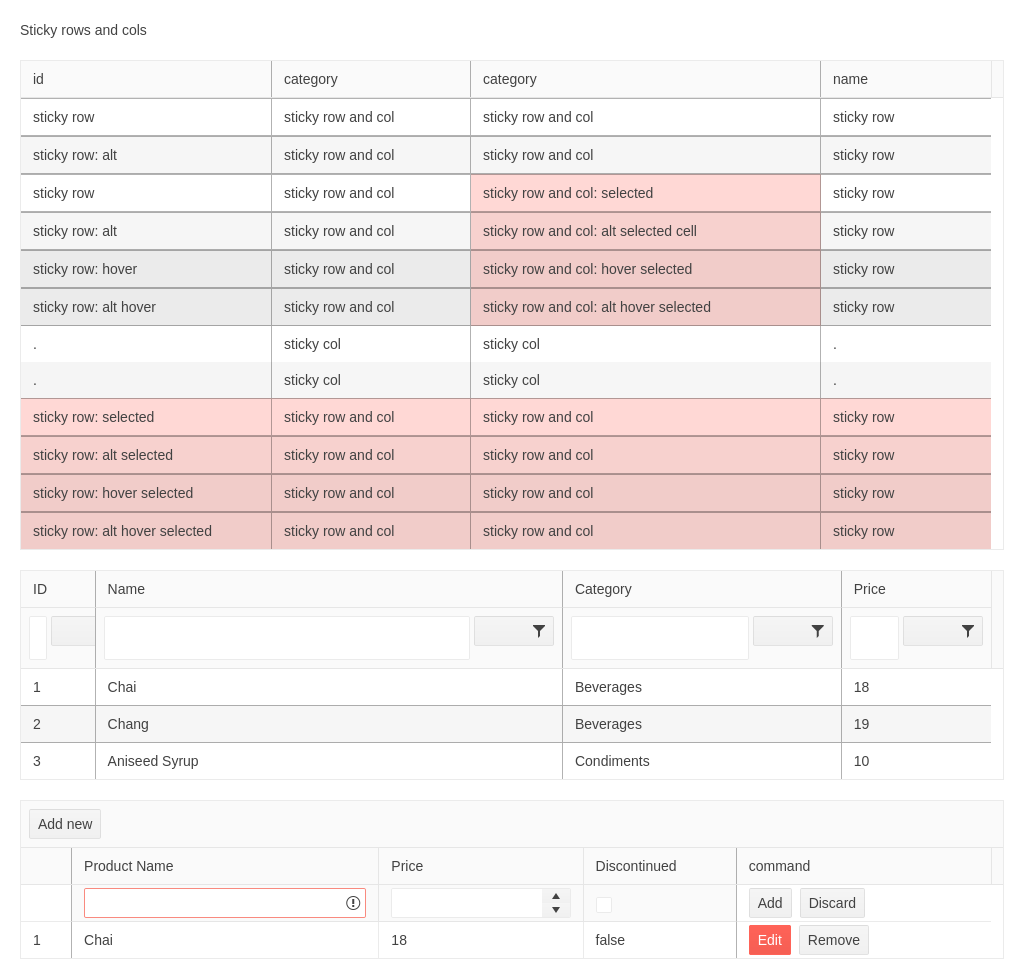 Sticky rows and cols
id category category name
sticky row sticky row and col sticky row and col sticky row
sticky row: alt sticky row and col sticky row and col sticky row
sticky row sticky row and col sticky row and col: selected sticky row
sticky row: alt sticky row and col sticky row and col: alt selected cell sticky row
sticky row: hover sticky row and col sticky row and col: hover selected sticky row
sticky row: alt hover sticky row and col sticky row and col: alt hover selected sticky row
. sticky col sticky col .
. sticky col sticky col .
sticky row: selected sticky row and col sticky row and col sticky row
sticky row: alt selected sticky row and col sticky row and col sticky row
sticky row: hover selected sticky row and col sticky row and col sticky row
sticky row: alt hover selected sticky row and col sticky row and col sticky row
ID Name Category Price
1 Chai Beverages 18
2 Chang Beverages 19
3 Aniseed Syrup Condiments 10
Add new
Product Name Price Discontinued command
Add Discard
1 Chai 18 false Edit Remove